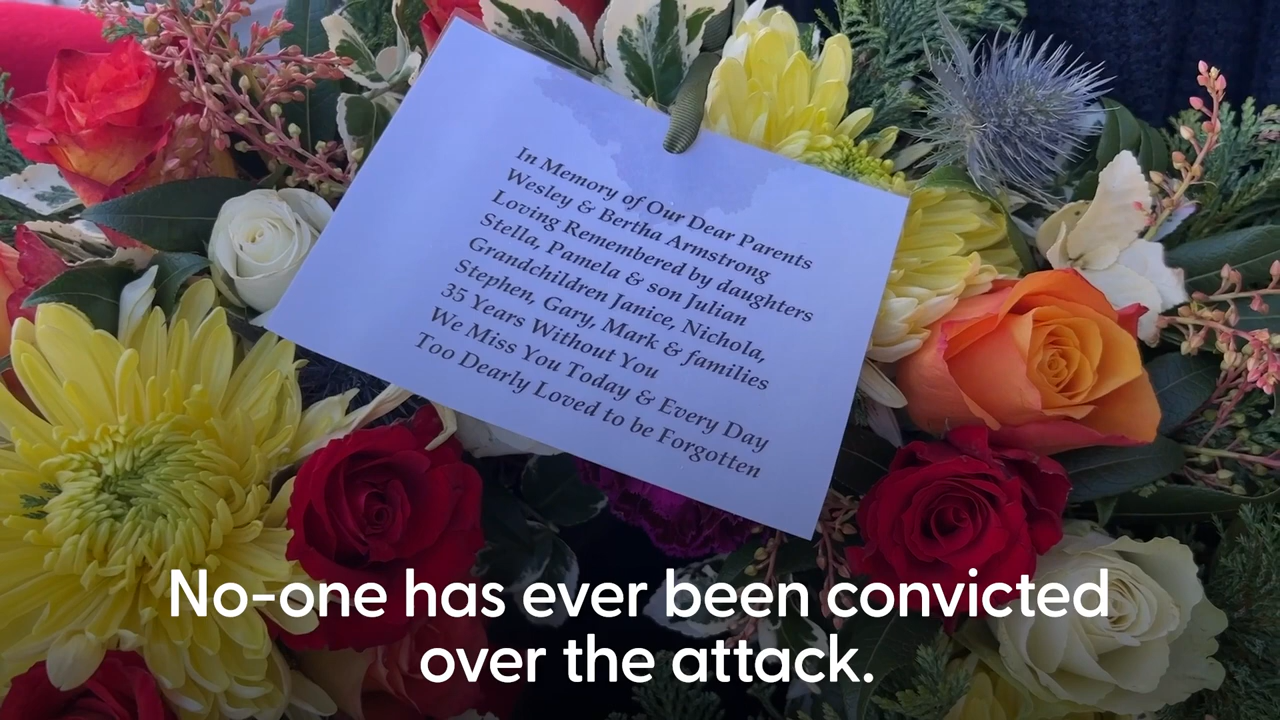 In Memory of Our Dear Parents
Wesley & Bertha Armstrong
Loving Remembered by daughters
Stella, Pamela & son Julian
Grandchildren Janice, Nichola,
Stephen, Gary, Mark & families
35 Years Without You
We Miss You Today & Every Day
Too Dearly Loved to be Forgotten
No-one has ever been convicted
over the attack.